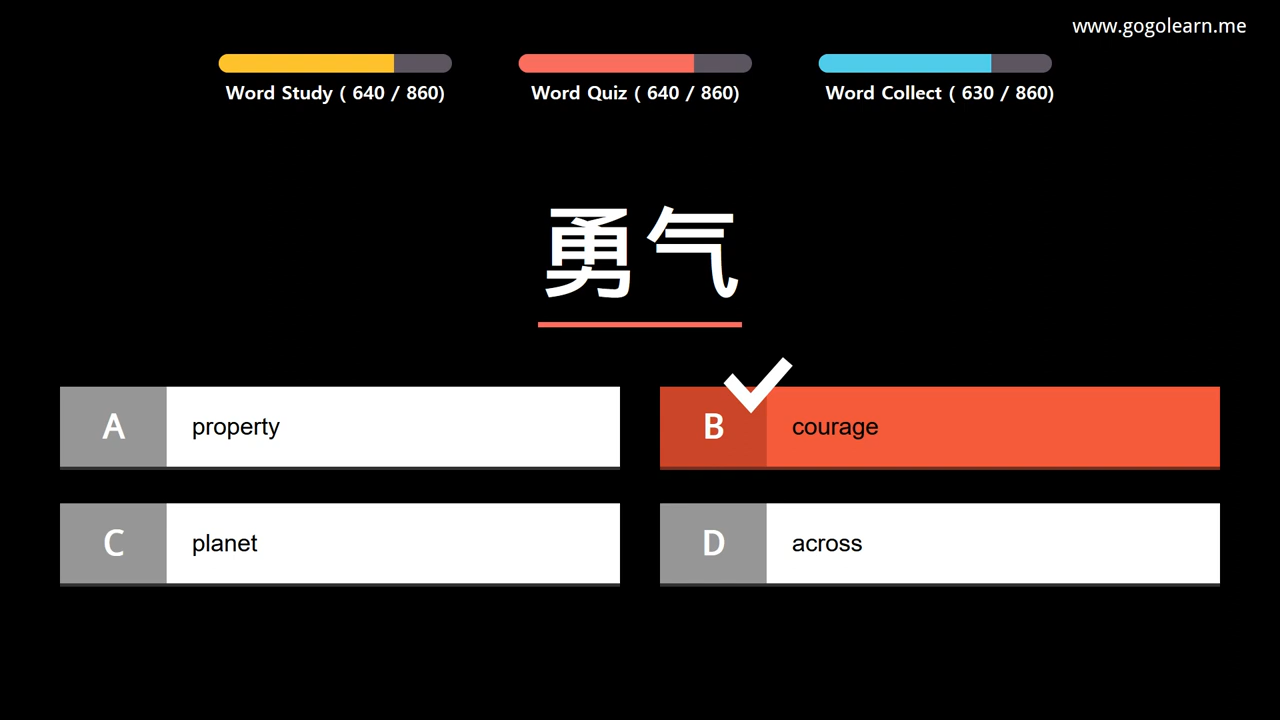 www.gogolearn.me
Word Study ( 640 / 860)
Word Quiz ( 640 / 860)
Word Collect ( 630 / 860)
勇气
A property
B courage
C planet
D across